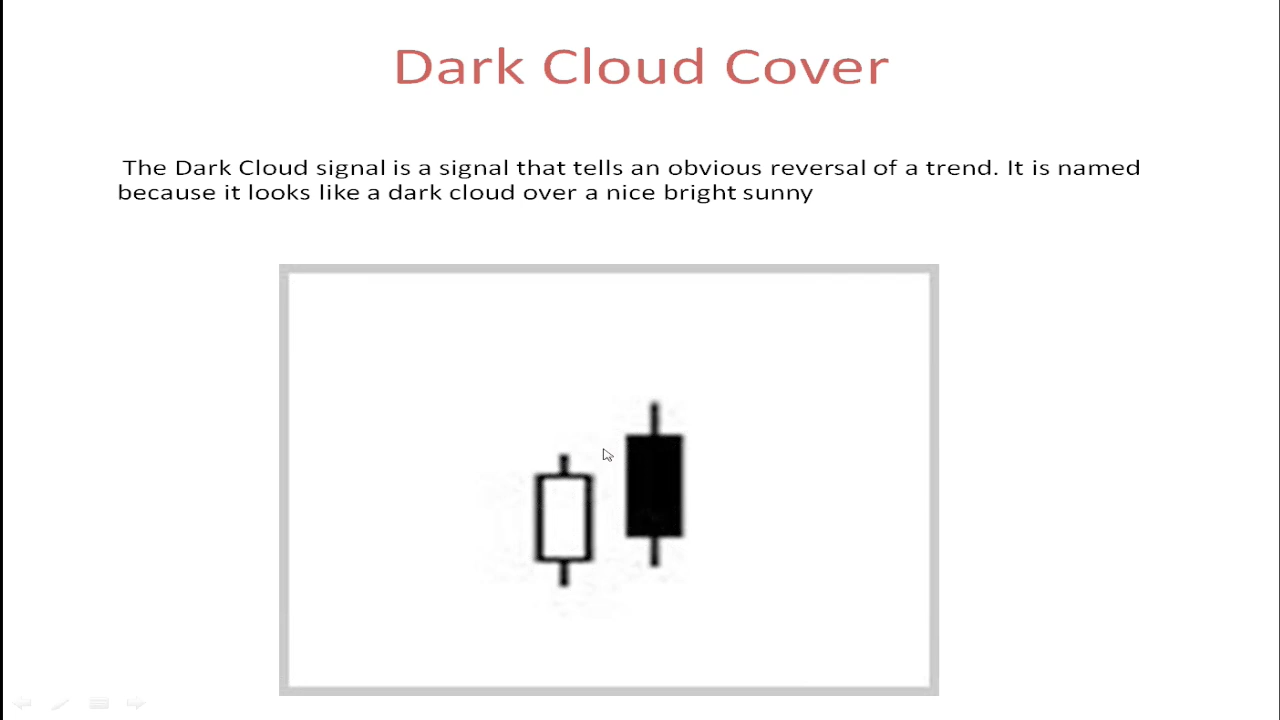 Dark Cloud Cover
The Dark Cloud signal is a signal that tells an obvious reversal of a trend. It is named
because it looks like a dark cloud over a nice bright sunny